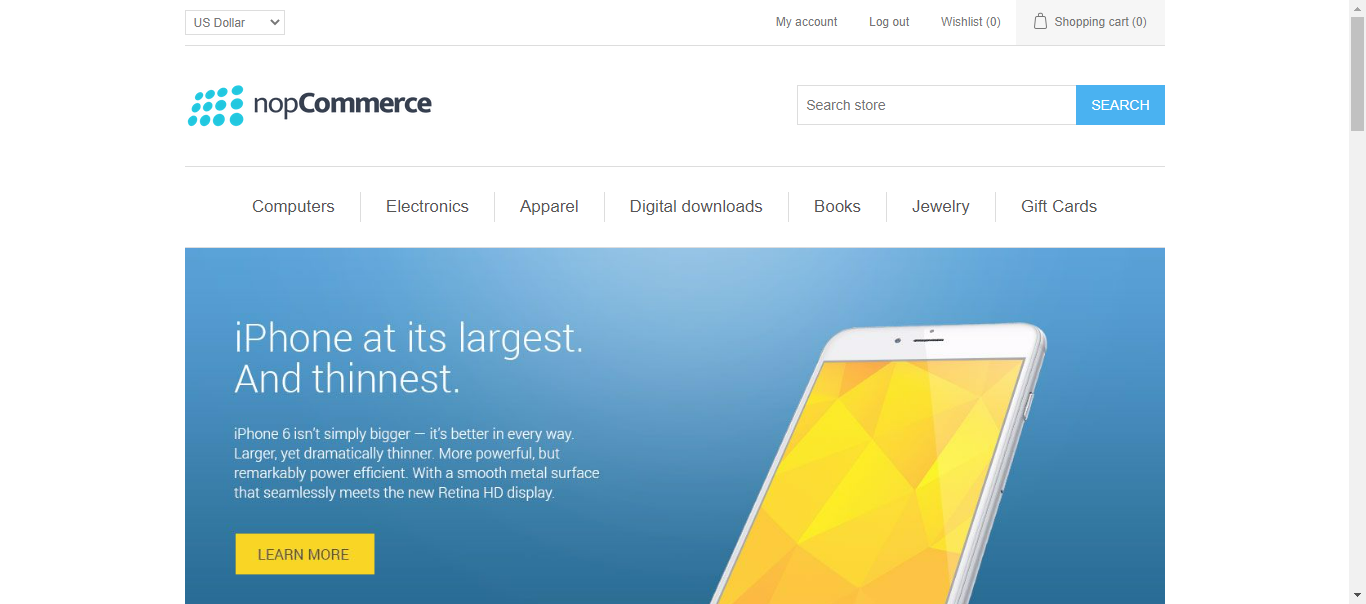 US Dollar
My account
Log out
Wishlist (0)
Shopping cart (0)
nopCommerce
Search store
SEARCH
Computers
Electronics
Apparel
Digital downloads
Books
Jewelry
Gift Cards
iPhone at its largest.
And thinnest.
iPhone 6 isn't simply bigger — it's better in every way.
Larger, yet dramatically thinner. More powerful, but
remarkably power efficient. With a smooth metal surface
that seamlessly meets the new Retina HD display.
LEARN MORE